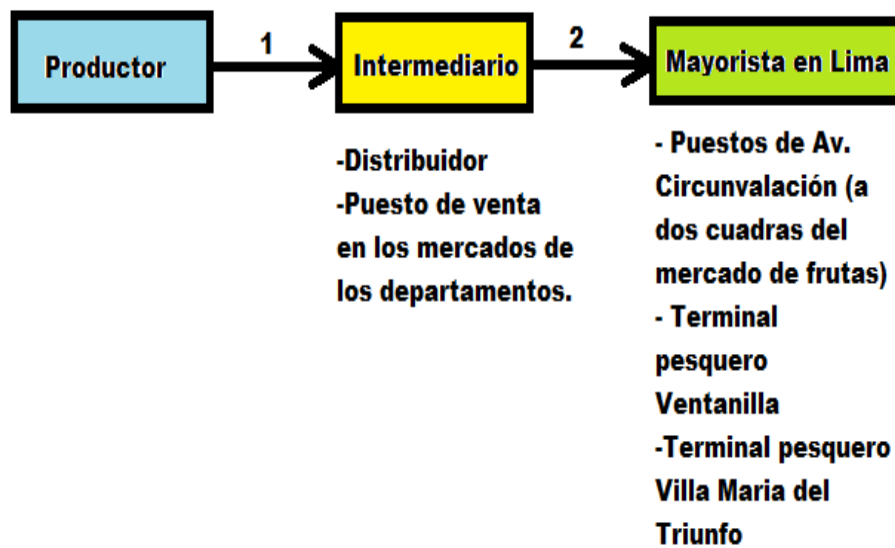 Productor
1
Intermediario
2
Mayorista en Lima
-Distribuidor
-Puesto de venta
en los mercados de
los departamentos.
- Puestos de Av.
Circunvalación (a
dos cuadras del
mercado de frutas)
- Terminal
pesquero
Ventanilla
-Terminal pesquero
Villa Maria del
Triunfo